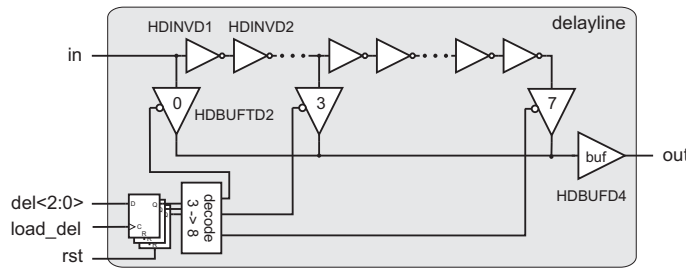 delayline
HDINVD1 HDINVD2
in
0
3
7
HDBUFTD2
buf
out
HDBUFD4
del<2:0>
load_del
rst
D
Q
C
R
decode
3 -> 8